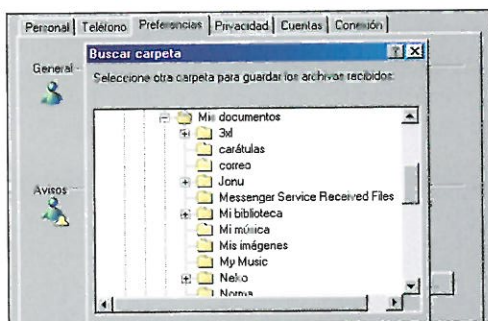 Personal Teléfono Preferencias Privacidad Cuentas Conexión
Buscar carpeta
General
Seleccione otra carpeta para guardar los archivos recibidos:
Mis documentos
3xl
carátulas
correo
Jonu
Messenger Service Received Files
Avisos
Mi biblioteca
Mi música
Mis imágenes
My Music
Neko
Norma